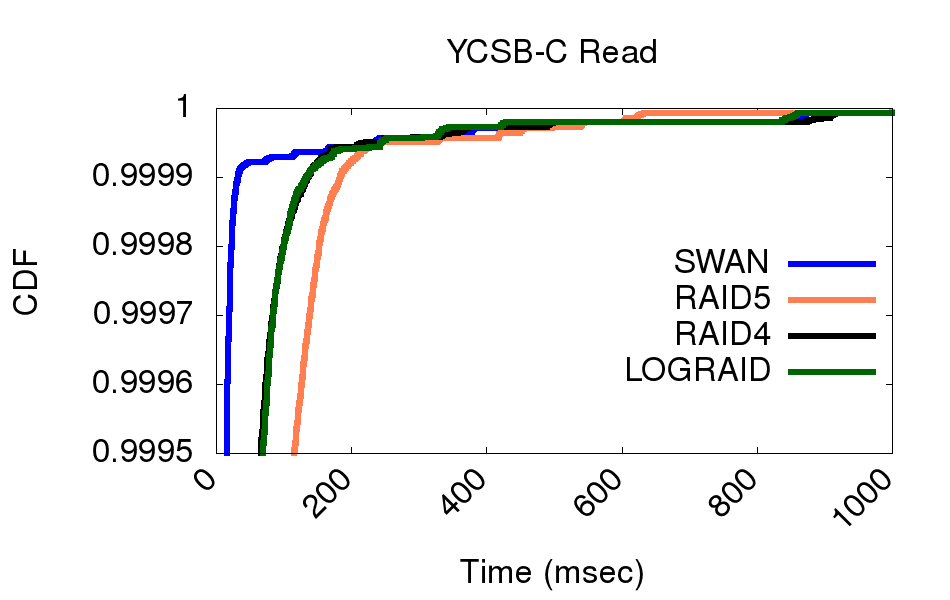 YCSB-C Read
1
0.9999
0.9998
0.9997
0.9996
0.9995
CDF
SWAN
RAID5
RAID4
LOGRAID
0 200 400 600 800 1000
Time (msec)